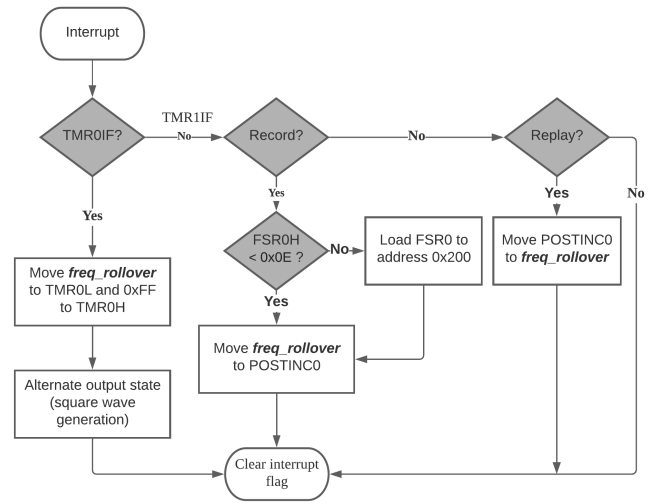 Interrupt
TMR0IF?
TMR1IF
No
Record?
No
Replay?
No
Yes
Yes
Yes
FSR0H
< 0x0E ?
No
Load FSR0 to
address 0x200
Move POSTINC0
to freq_rollover
Move freq_rollover
to TMR0L and 0xFF
to TMR0H
Yes
Move freq_rollover
to POSTINC0
Alternate output state
(square wave
generation)
Clear interrupt
flag